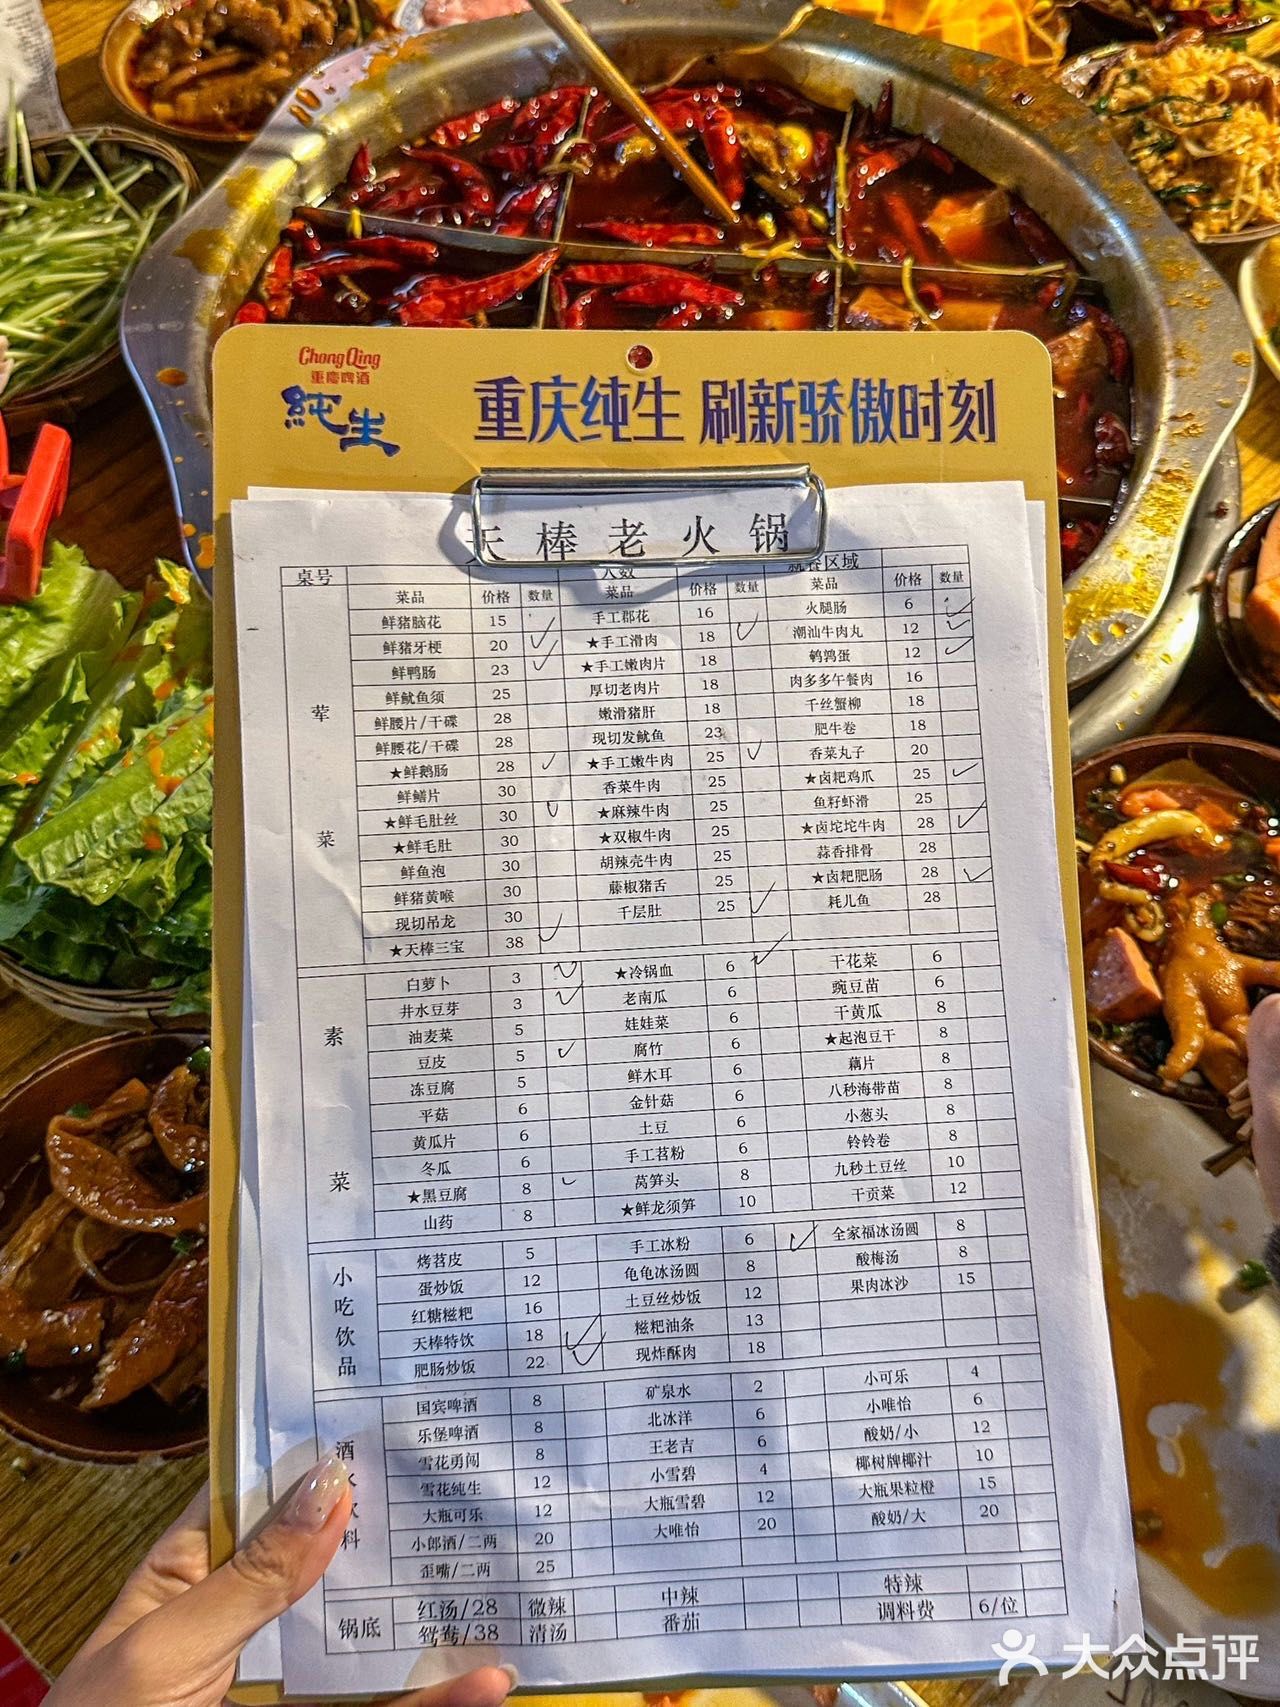 ChongQing
重慶啤酒
純生
重庆纯生 刷新骄傲时刻
天棒老火锅
桌号 人数 就餐区域
菜品 价格 数量 菜品 价格 数量 菜品 价格 数量
荤菜
鲜猪脑花 15 手工郡花 16 火腿肠 6
鲜猪牙梗 20 ★手工滑肉 18 潮汕牛肉丸 12
鲜鸭肠 23 ★手工嫩肉片 18 鹌鹑蛋 12
鲜鱿鱼须 25 厚切老肉片 18 肉多多午餐肉 16
鲜腰片/干碟 28 嫩滑猪肝 18 千丝蟹柳 18
鲜腰花/干碟 28 现切发鱿鱼 23 肥牛卷 18
★鲜鹅肠 28 ★手工嫩牛肉 25 香菜丸子 20
鲜鳝片 30 香菜牛肉 25 ★卤耙鸡爪 25
★鲜毛肚丝 30 ★麻辣牛肉 25 鱼籽虾滑 25
★鲜毛肚 30 ★双椒牛肉 25 ★卤坨坨牛肉 28
鲜鱼泡 30 胡辣壳牛肉 25 蒜香排骨 28
鲜猪黄喉 30 藤椒猪舌 25 ★卤耙肥肠 28
现切吊龙 30 千层肚 25 耗儿鱼 28
★天棒三宝 38
素菜
白萝卜 3 ★冷锅血 6 干花菜 6
井水豆芽 3 老南瓜 6 豌豆苗 6
油麦菜 5 娃娃菜 6 干黄瓜 8
豆皮 5 腐竹 6 ★起泡豆干 8
冻豆腐 5 鲜木耳 6 藕片 8
平菇 6 金针菇 6 八秒海带苗 8
黄瓜片 6 土豆 6 小葱头 8
冬瓜 6 手工苕粉 6 铃铃卷 8
★黑豆腐 8 莴笋头 8 九秒土豆丝 10
山药 8 ★鲜龙须笋 10 干贡菜 12
小吃饮品
烤苕皮 5 手工冰粉 6 全家福冰汤圆 8
蛋炒饭 12 龟龟冰汤圆 8 酸梅汤 8
红糖糍粑 16 土豆丝炒饭 12 果肉冰沙 15
天棒特饮 18 糍粑油条 13
肥肠炒饭 22 现炸酥肉 18
酒水饮料
国宾啤酒 8 矿泉水 2 小可乐 4
乐堡啤酒 8 北冰洋 6 小唯怡 6
雪花勇闯 8 王老吉 6 酸奶/小 12
雪花纯生 12 小雪碧 4 椰树牌椰汁 10
大瓶可乐 12 大瓶雪碧 12 大瓶果粒橙 15
小郎酒/二两 20 大唯怡 20 酸奶/大 20
歪嘴/二两 25
锅底
红汤/28 微辣 中辣 特辣
鸳鸯/38 清汤 番茄 调料费 6/位
大众点评